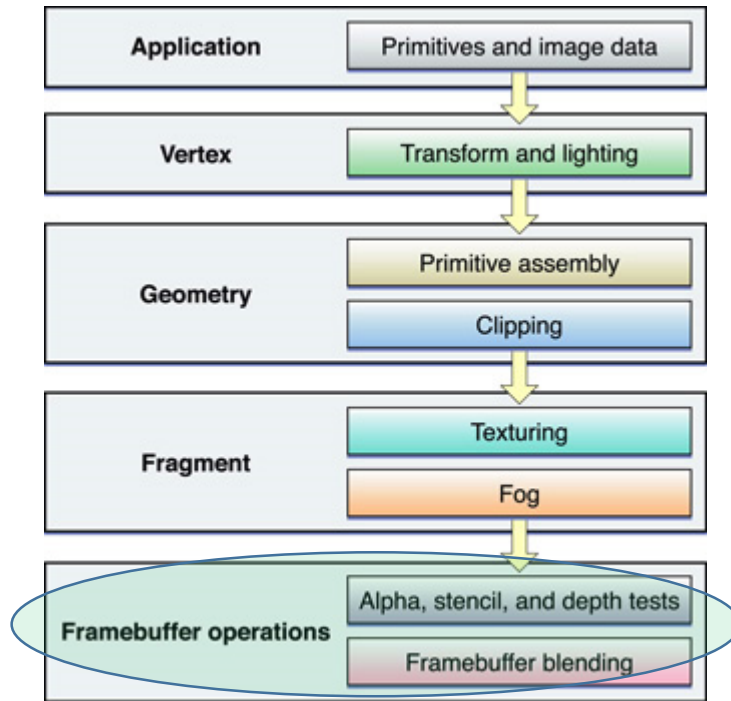 Application
Primitives and image data
Vertex
Transform and lighting
Geometry
Primitive assembly
Clipping
Fragment
Texturing
Fog
Framebuffer operations
Alpha, stencil, and depth tests
Framebuffer blending